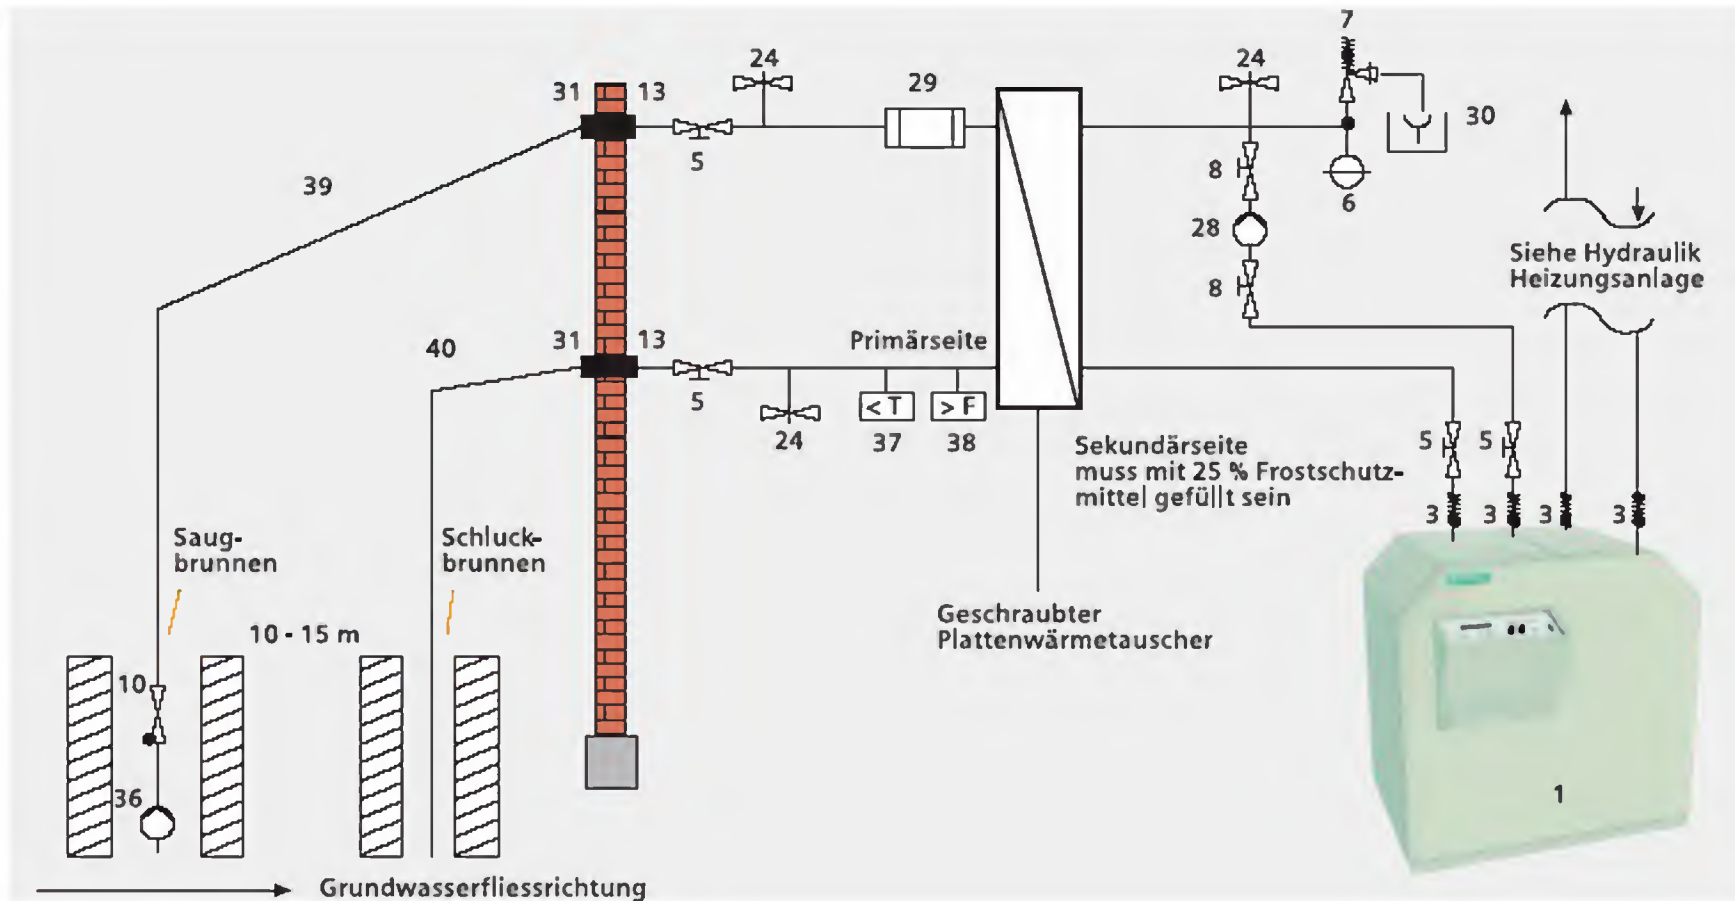 7
24
24
31
13
29
30
5
8
39
6
28
Siehe Hydraulik
Heizungsanlage
8
40
31
13
Primärseite
5
< T
> F
24
37
38
Sekundärseite
muss mit 25 % Frostschutz-
mittel gefüllt sein
5
5
3
3
3
3
Saug-
brunnen
Schluck-
brunnen
10 - 15 m
Geschraubter
Plattenwärmetauscher
10
36
1
Grundwasserfliessrichtung